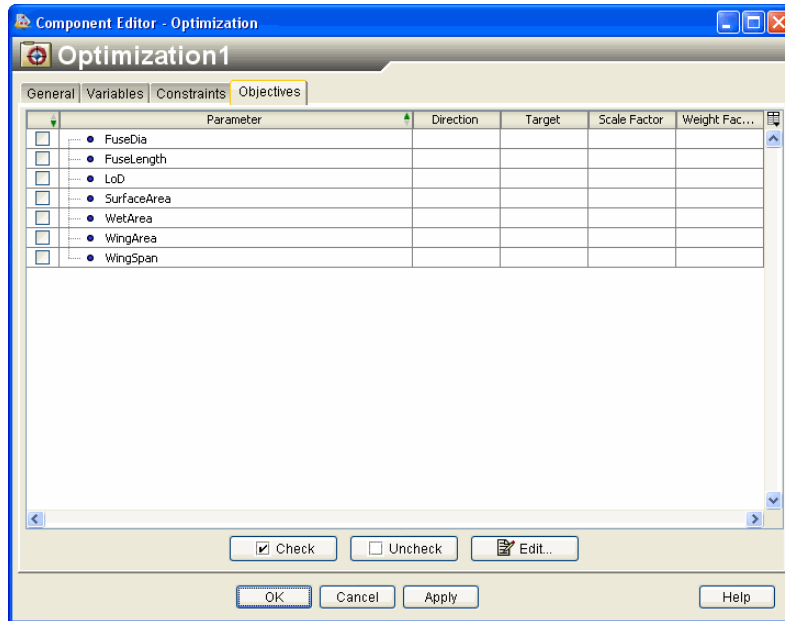 Component Editor - Optimization
Optimization1
General Variables Constraints Objectives
Parameter Direction Target Scale Factor Weight Fac...
FuseDia
FuseLength
LoD
SurfaceArea
WetArea
WingArea
WingSpan
Check Uncheck Edit...
OK Cancel Apply Help